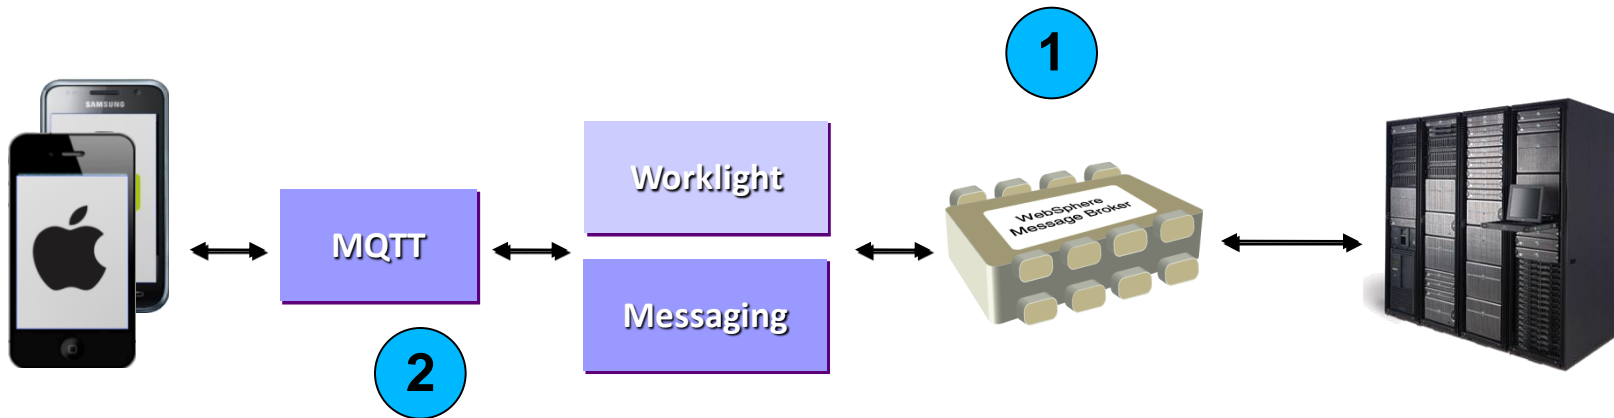 1
SAMSUNG
Worklight
WebSphere
Message Broker
MQTT
Messaging
2